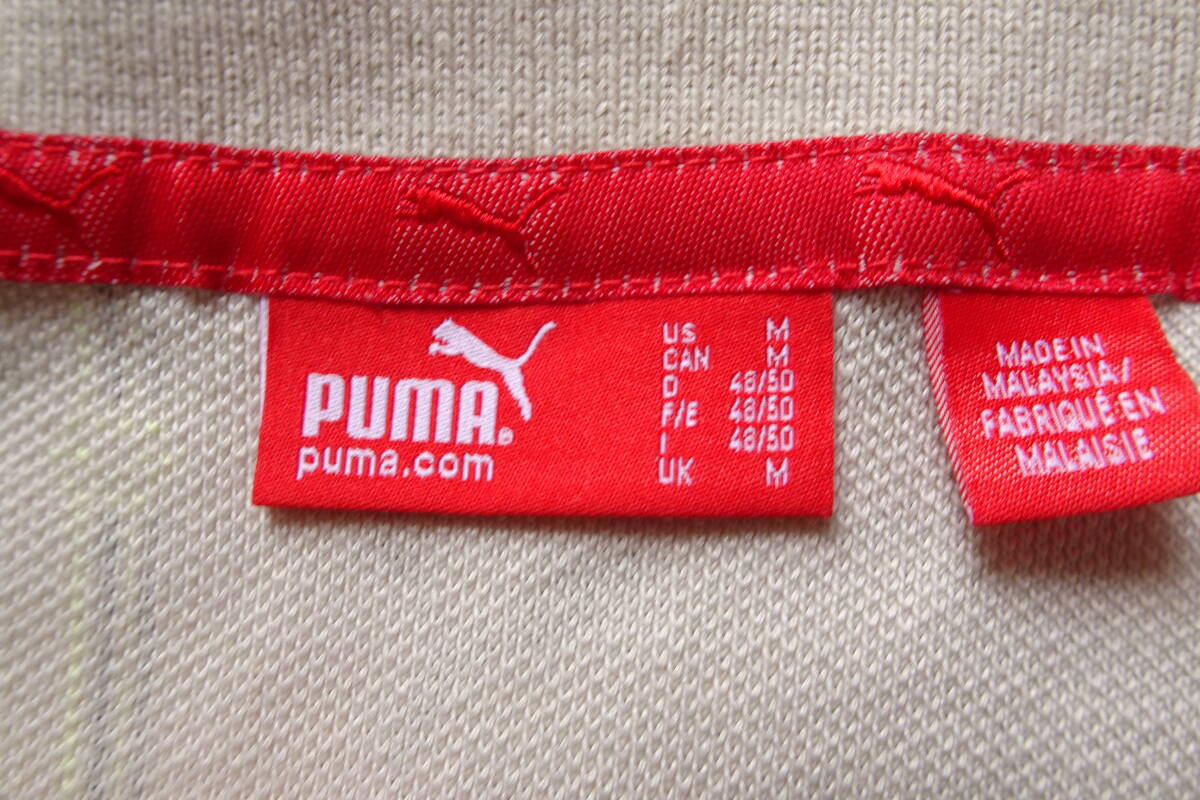 PUMA®
puma.com
US M
CAN M
D 48/50
F/E 48/50
I 48/50
UK M
MADE IN
MALAYSIA/
FABRIQUÉ EN
MALAISIE